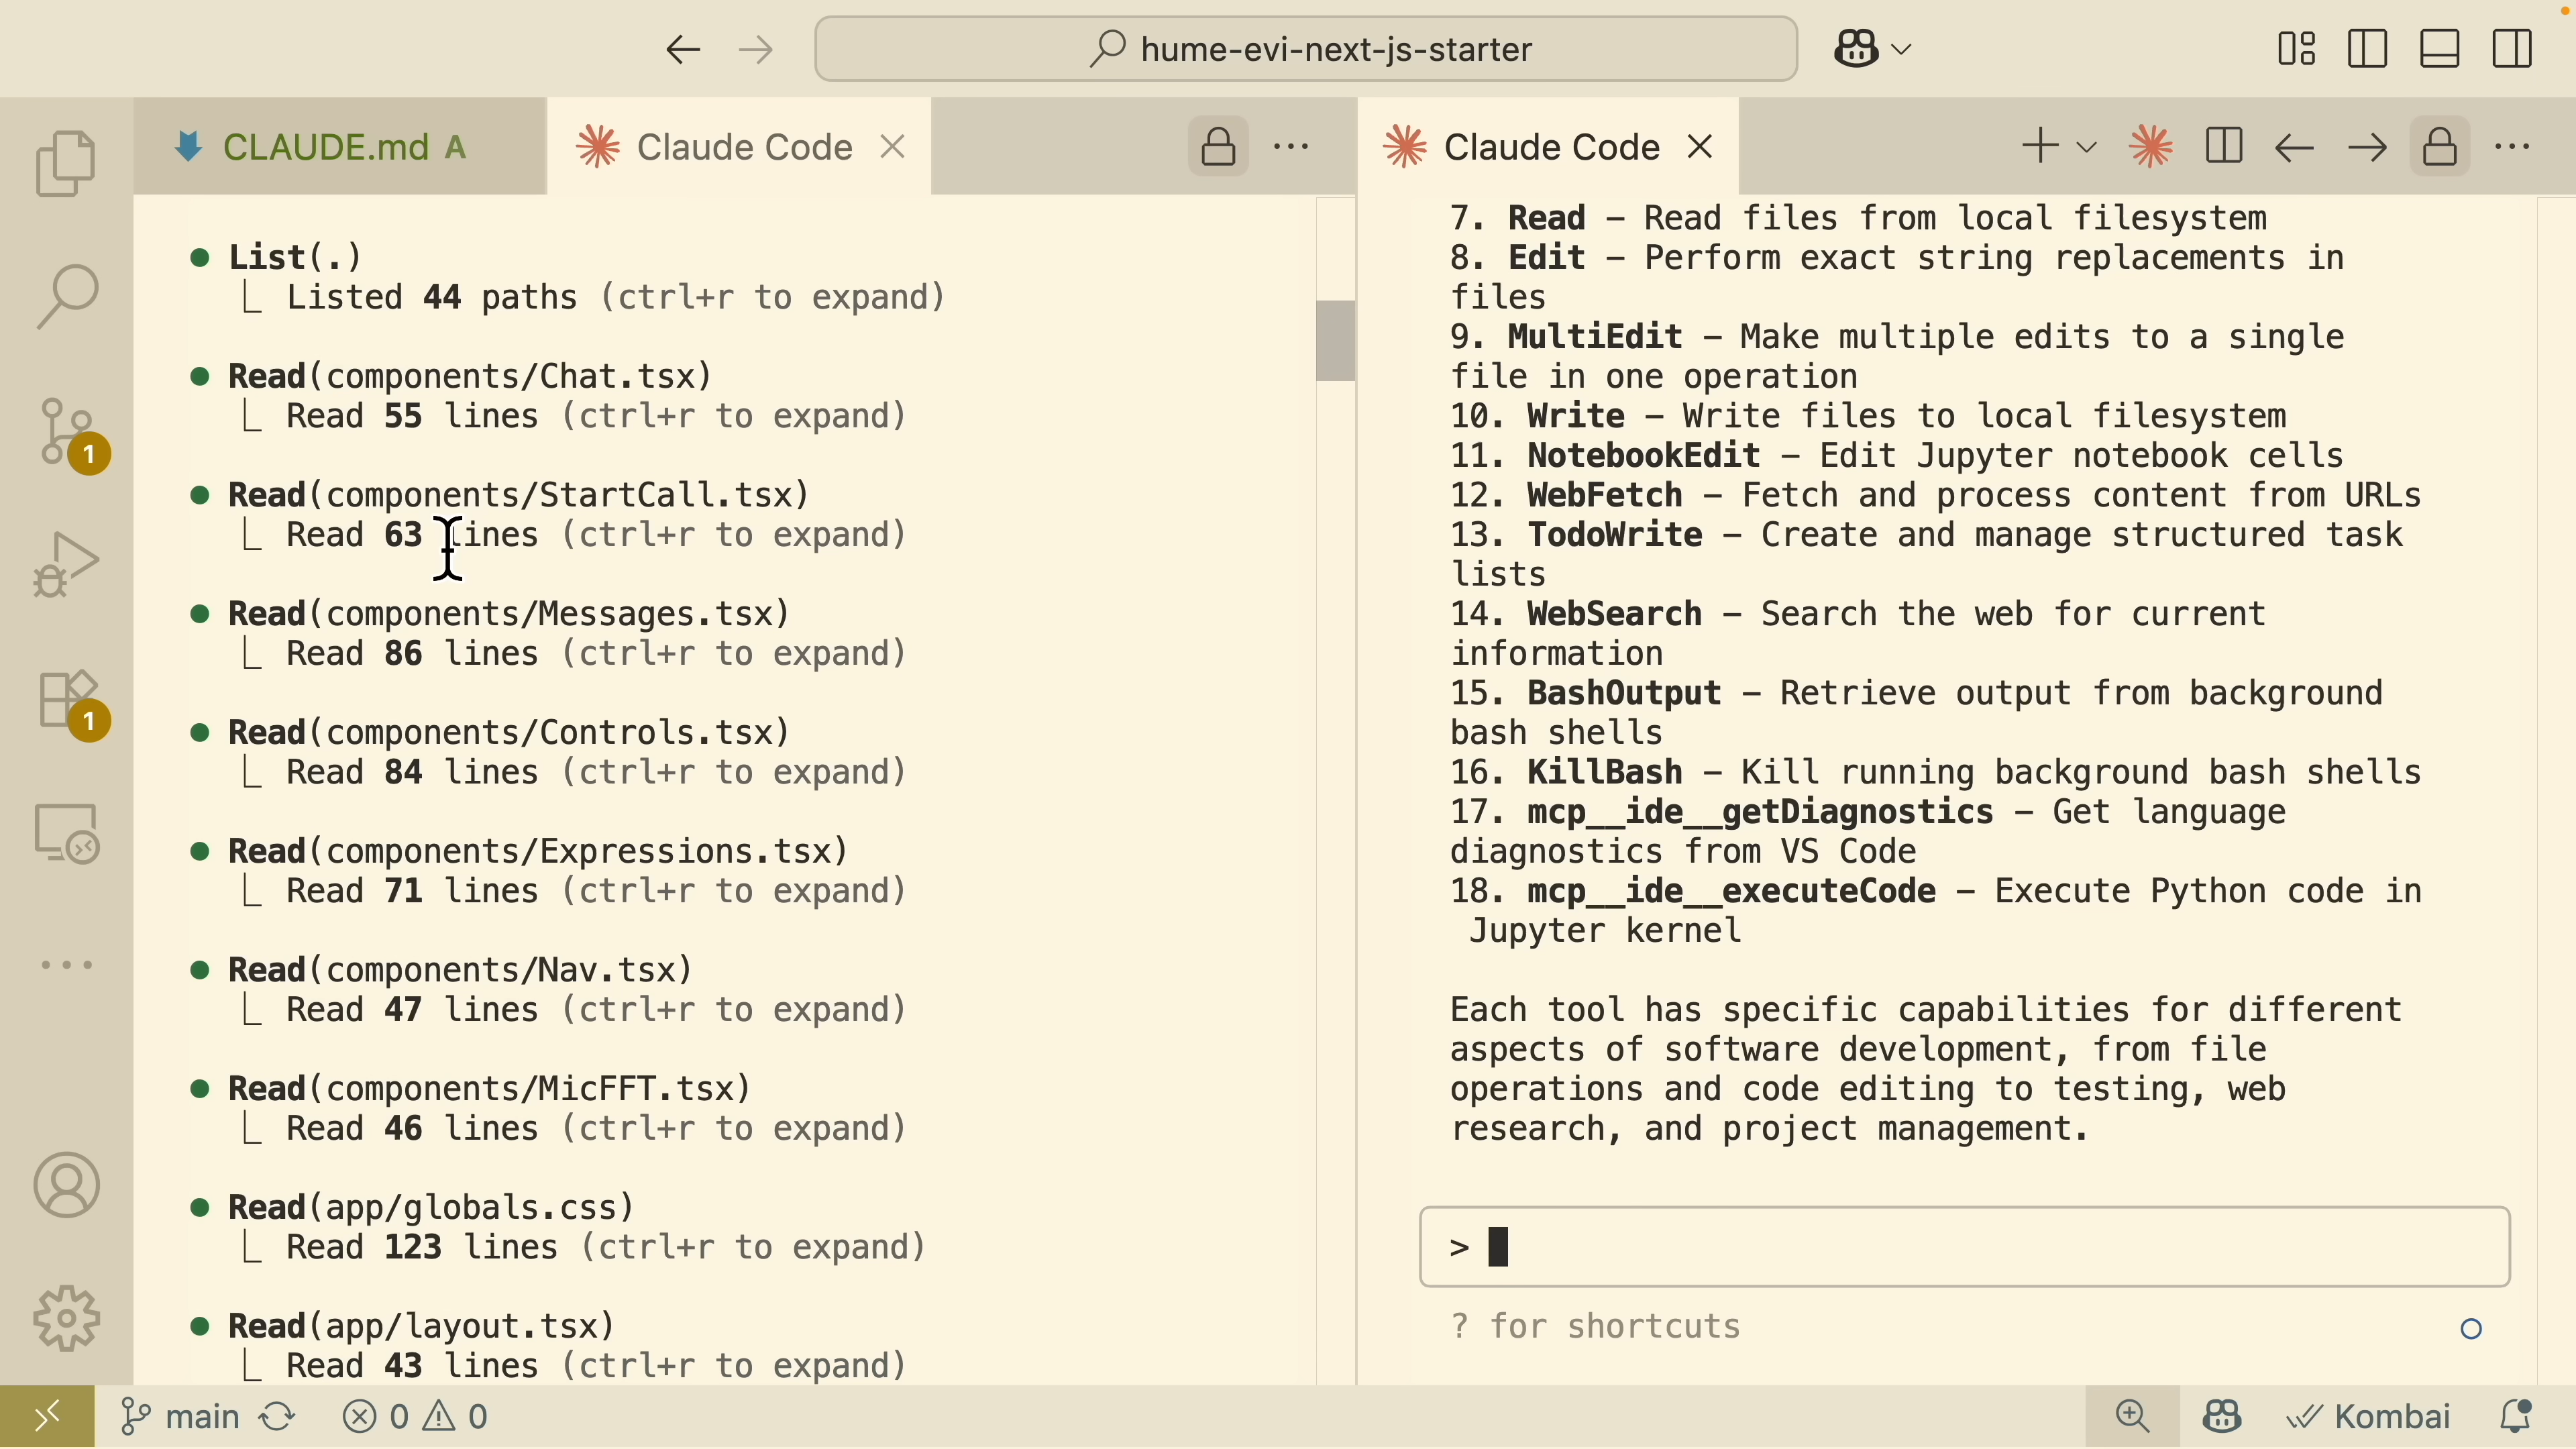 hume-evi-next-js-starter
CLAUDE.md A
Claude Code
List(.)
Listed 44 paths (ctrl+r to expand)
Read(components/Chat.tsx)
Read 55 lines (ctrl+r to expand)
Read(components/StartCall.tsx)
Read 63 lines (ctrl+r to expand)
Read(components/Messages.tsx)
Read 86 lines (ctrl+r to expand)
Read(components/Controls.tsx)
Read 84 lines (ctrl+r to expand)
Read(components/Expressions.tsx)
Read 71 lines (ctrl+r to expand)
Read(components/Nav.tsx)
Read 47 lines (ctrl+r to expand)
Read(components/MicFFT.tsx)
Read 46 lines (ctrl+r to expand)
Read(app/globals.css)
Read 123 lines (ctrl+r to expand)
Read(app/layout.tsx)
Read 43 lines (ctrl+r to expand)
Claude Code
7. Read – Read files from local filesystem
8. Edit – Perform exact string replacements in
files
9. MultiEdit – Make multiple edits to a single
file in one operation
10. Write – Write files to local filesystem
11. NotebookEdit – Edit Jupyter notebook cells
12. WebFetch – Fetch and process content from URLs
13. TodoWrite – Create and manage structured task
lists
14. WebSearch – Search the web for current
information
15. BashOutput – Retrieve output from background
bash shells
16. KillBash – Kill running background bash shells
17. mcp__ide__getDiagnostics – Get language
diagnostics from VS Code
18. mcp__ide__executeCode – Execute Python code in
Jupyter kernel
Each tool has specific capabilities for different
aspects of software development, from file
operations and code editing to testing, web
research, and project management.
>
? for shortcuts
1
1
main
0
0
Kombai